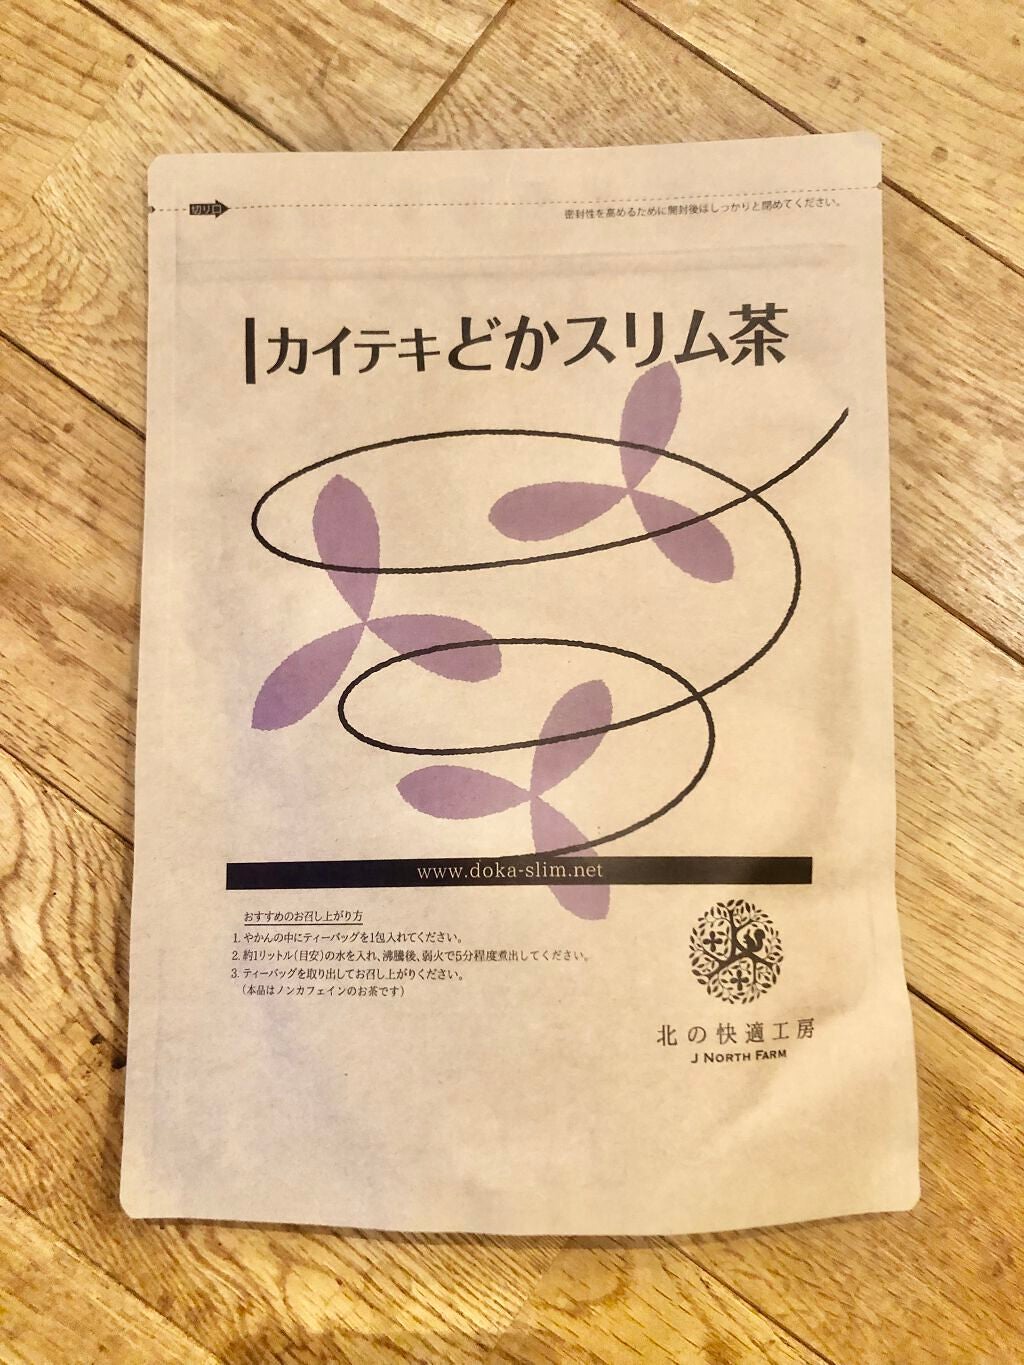 切り口
密封性を高めるために開封後はしっかりと閉めてください。
カイテキどかスリム茶
www.doka-slim.net
おすすめのお召し上がり方
1. やかんの中にティーバッグを1包入れてください。
2. 約1リットル(目安)の水を入れ、沸騰後、弱火で5分程度煮出してください。
3. ティーバッグを取り出してお召し上がりください。
(本品はノンカフェインのお茶です)
北の快適工房
J NORTH FARM